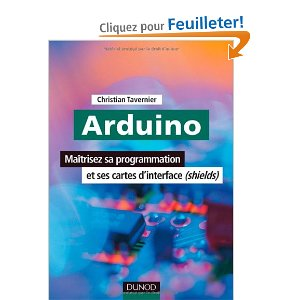 Cliquez pour Feuilleter
Christian Tavernier
Arduino
Maîtrisez sa programmation
et ses cartes d'interface (shields)
DUNOD